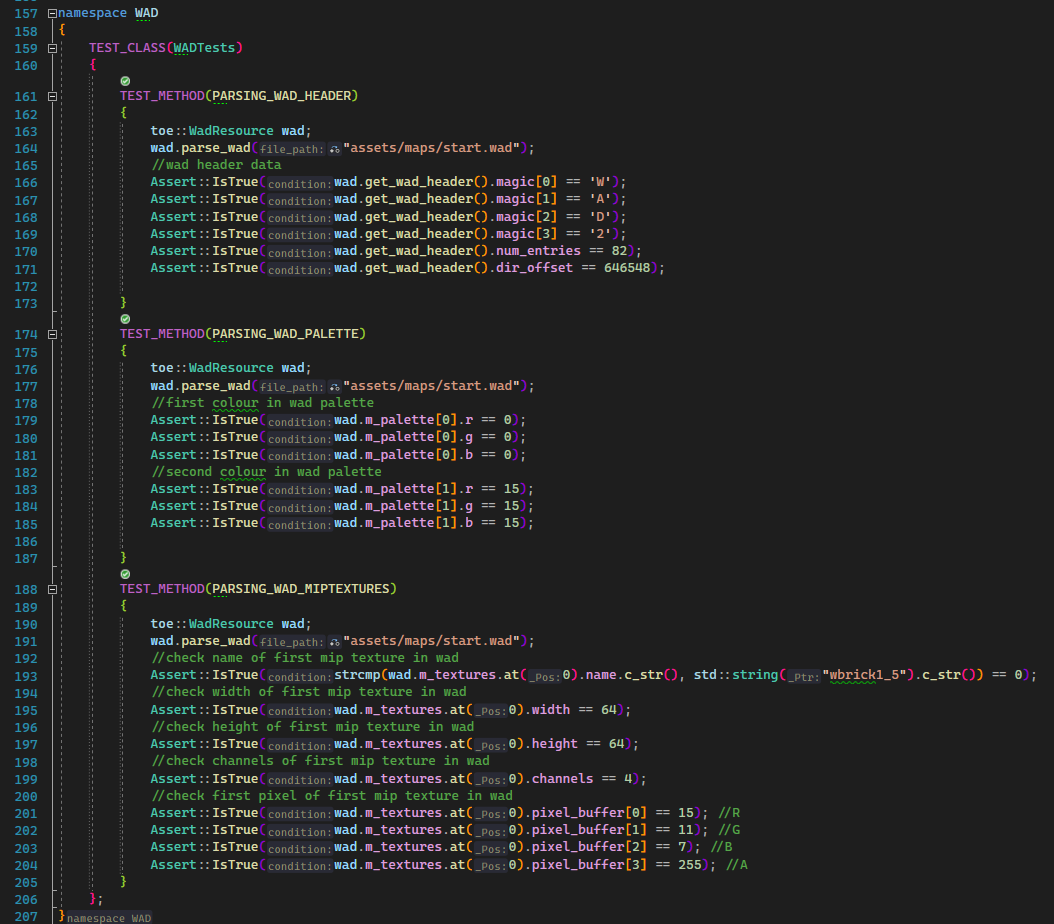 157 namespace WAD
158 {
159 TEST_CLASS(WADTests)
160 {
161 TEST_METHOD(PARSING_WAD_HEADER)
162 {
163 toe::WadResource wad;
164 wad.parse_wad(file_path: "assets/maps/start.wad");
165 //wad header data
166 Assert::IsTrue(condition: wad.get_wad_header().magic[0] == 'W');
167 Assert::IsTrue(condition: wad.get_wad_header().magic[1] == 'A');
168 Assert::IsTrue(condition: wad.get_wad_header().magic[2] == 'D');
169 Assert::IsTrue(condition: wad.get_wad_header().magic[3] == '2');
170 Assert::IsTrue(condition: wad.get_wad_header().num_entries == 82);
171 Assert::IsTrue(condition: wad.get_wad_header().dir_offset == 646548);
172
173 }
174 TEST_METHOD(PARSING_WAD_PALETTE)
175 {
176 toe::WadResource wad;
177 wad.parse_wad(file_path: "assets/maps/start.wad");
178 //first colour in wad palette
179 Assert::IsTrue(condition: wad.m_palette[0].r == 0);
180 Assert::IsTrue(condition: wad.m_palette[0].g == 0);
181 Assert::IsTrue(condition: wad.m_palette[0].b == 0);
182 //second colour in wad palette
183 Assert::IsTrue(condition: wad.m_palette[1].r == 15);
184 Assert::IsTrue(condition: wad.m_palette[1].g == 15);
185 Assert::IsTrue(condition: wad.m_palette[1].b == 15);
186
187 }
188 TEST_METHOD(PARSING_WAD_MIPTEXTURES)
189 {
190 toe::WadResource wad;
191 wad.parse_wad(file_path: "assets/maps/start.wad");
192 //check name of first mip texture in wad
193 Assert::IsTrue(condition: strcmp(wad.m_textures.at(_Pos: 0).name.c_str(), std::string(_Ptr: "wbrick1_5").c_str()) == 0);
194 //check width of first mip texture in wad
195 Assert::IsTrue(condition: wad.m_textures.at(_Pos: 0).width == 64);
196 //check height of first mip texture in wad
197 Assert::IsTrue(condition: wad.m_textures.at(_Pos: 0).height == 64);
198 //check channels of first mip texture in wad
199 Assert::IsTrue(condition: wad.m_textures.at(_Pos: 0).channels == 4);
200 //check first pixel of first mip texture in wad
201 Assert::IsTrue(condition: wad.m_textures.at(_Pos: 0).pixel_buffer[0] == 15); //R
202 Assert::IsTrue(condition: wad.m_textures.at(_Pos: 0).pixel_buffer[1] == 11); //G
203 Assert::IsTrue(condition: wad.m_textures.at(_Pos: 0).pixel_buffer[2] == 7); //B
204 Assert::IsTrue(condition: wad.m_textures.at(_Pos: 0).pixel_buffer[3] == 255); //A
205 }
206 };
207 } namespace WAD